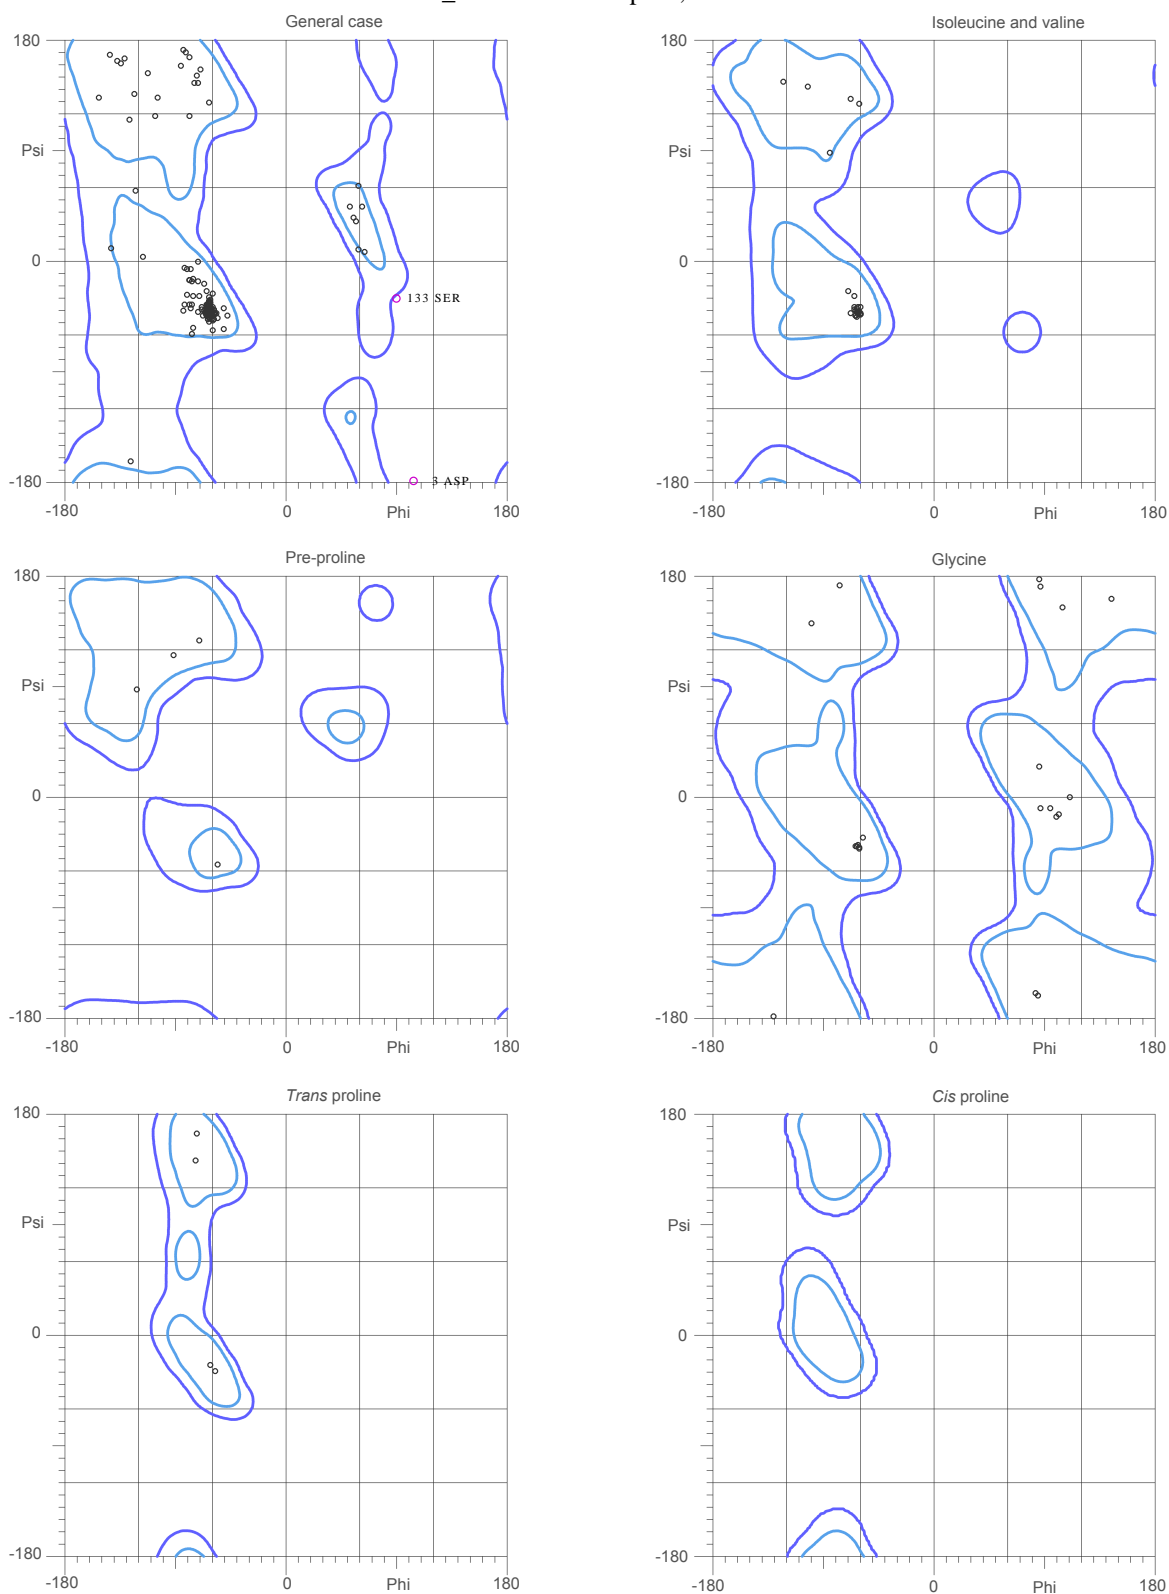 General case
180
Psi
0
133 SER
-180
3 ASP
-180
0
Phi
180
Isoleucine and valine
180
Psi
0
-180
-180
0
Phi
180
Pre-proline
180
Psi
0
-180
-180
0
Phi
180
Glycine
180
Psi
0
-180
-180
0
Phi
180
Trans proline
180
Psi
0
-180
-180
0
Phi
180
Cis proline
180
Psi
0
-180
-180
0
Phi
180